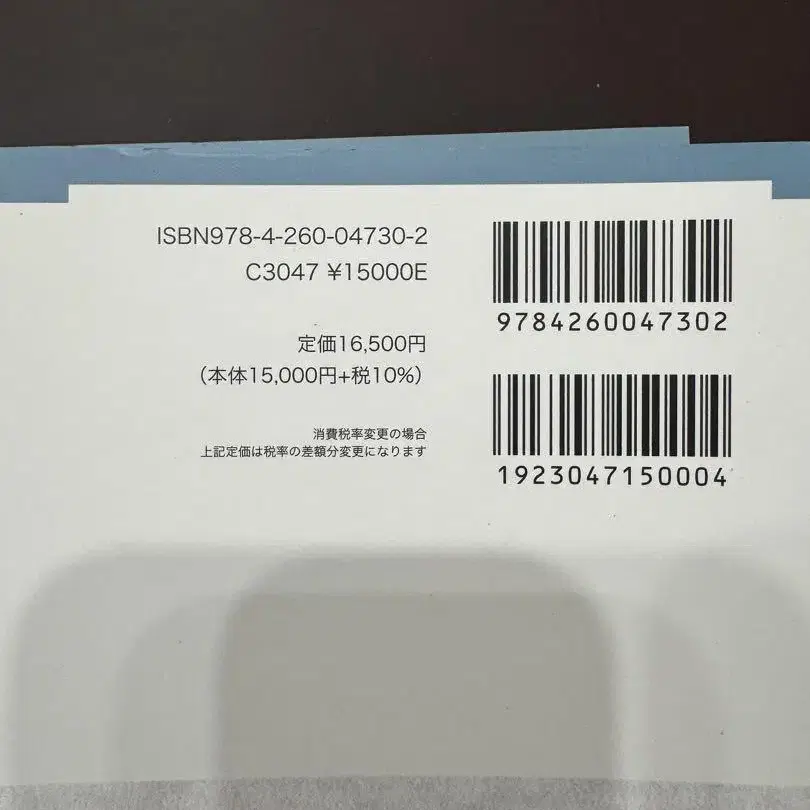 ISBN978-4-260-04730-2
C3047 ¥15000E
定価16,500円
（本体15,000円+税10%）
消費税率変更の場合
上記定価は税率の差額分変更になります
9784260047302
1923047150004